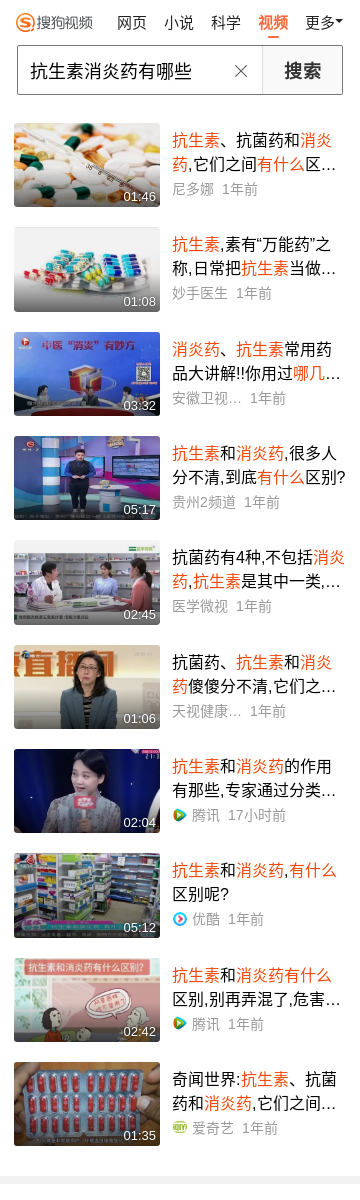 搜狗视频
网页 小说 科学 视频 更多
抗生素消炎药有哪些
搜索
01:46
抗生素、抗菌药和消炎
药,它们之间有什么区…
尼多娜 1年前
01:08
抗生素,素有“万能药”之
称,日常把抗生素当做…
妙手医生 1年前
中医“消炎”有妙方
03:32
消炎药、抗生素常用药
品大讲解!!你用过哪几…
安徽卫视… 1年前
05:17
抗生素和消炎药,很多人
分不清,到底有什么区别?
贵州2频道 1年前
02:45
抗菌药有4种,不包括消炎
药,抗生素是其中一类,…
医学微视 1年前
直播间
01:06
抗菌药、抗生素和消炎
药傻傻分不清,它们之…
天视健康… 1年前
02:04
抗生素和消炎药的作用
有那些,专家通过分类…
腾讯 17小时前
05:12
抗生素和消炎药,有什么
区别呢?
优酷 1年前
抗生素和消炎药有什么区别?
02:42
抗生素和消炎药有什么
区别,别再弄混了,危害…
腾讯 1年前
01:35
奇闻世界:抗生素、抗菌
药和消炎药,它们之间…
爱奇艺 1年前